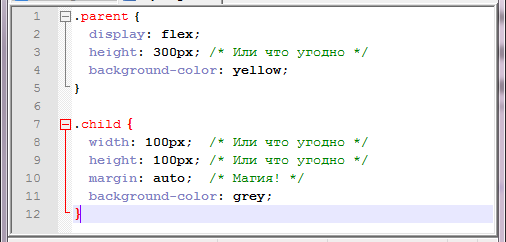 1 .parent {
2 display: flex;
3 height: 300px; /* Или что угодно */
4 background-color: yellow;
5 }
6
7 .child {
8 width: 100px; /* Или что угодно */
9 height: 100px; /* Или что угодно */
10 margin: auto; /* Магия! */
11 background-color: grey;
12 }